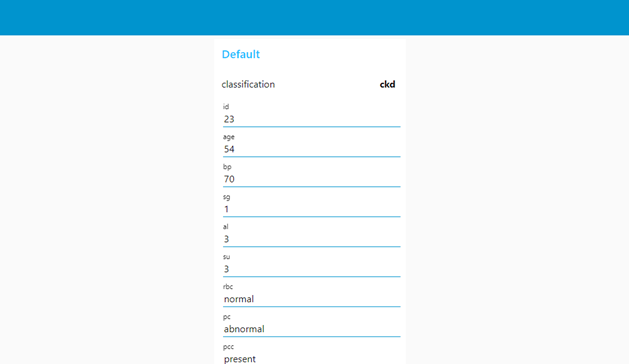 Default
classification ckd
id
23
age
54
bp
70
sg
1
al
3
su
3
rbc
normal
pc
abnormal
pcc
present